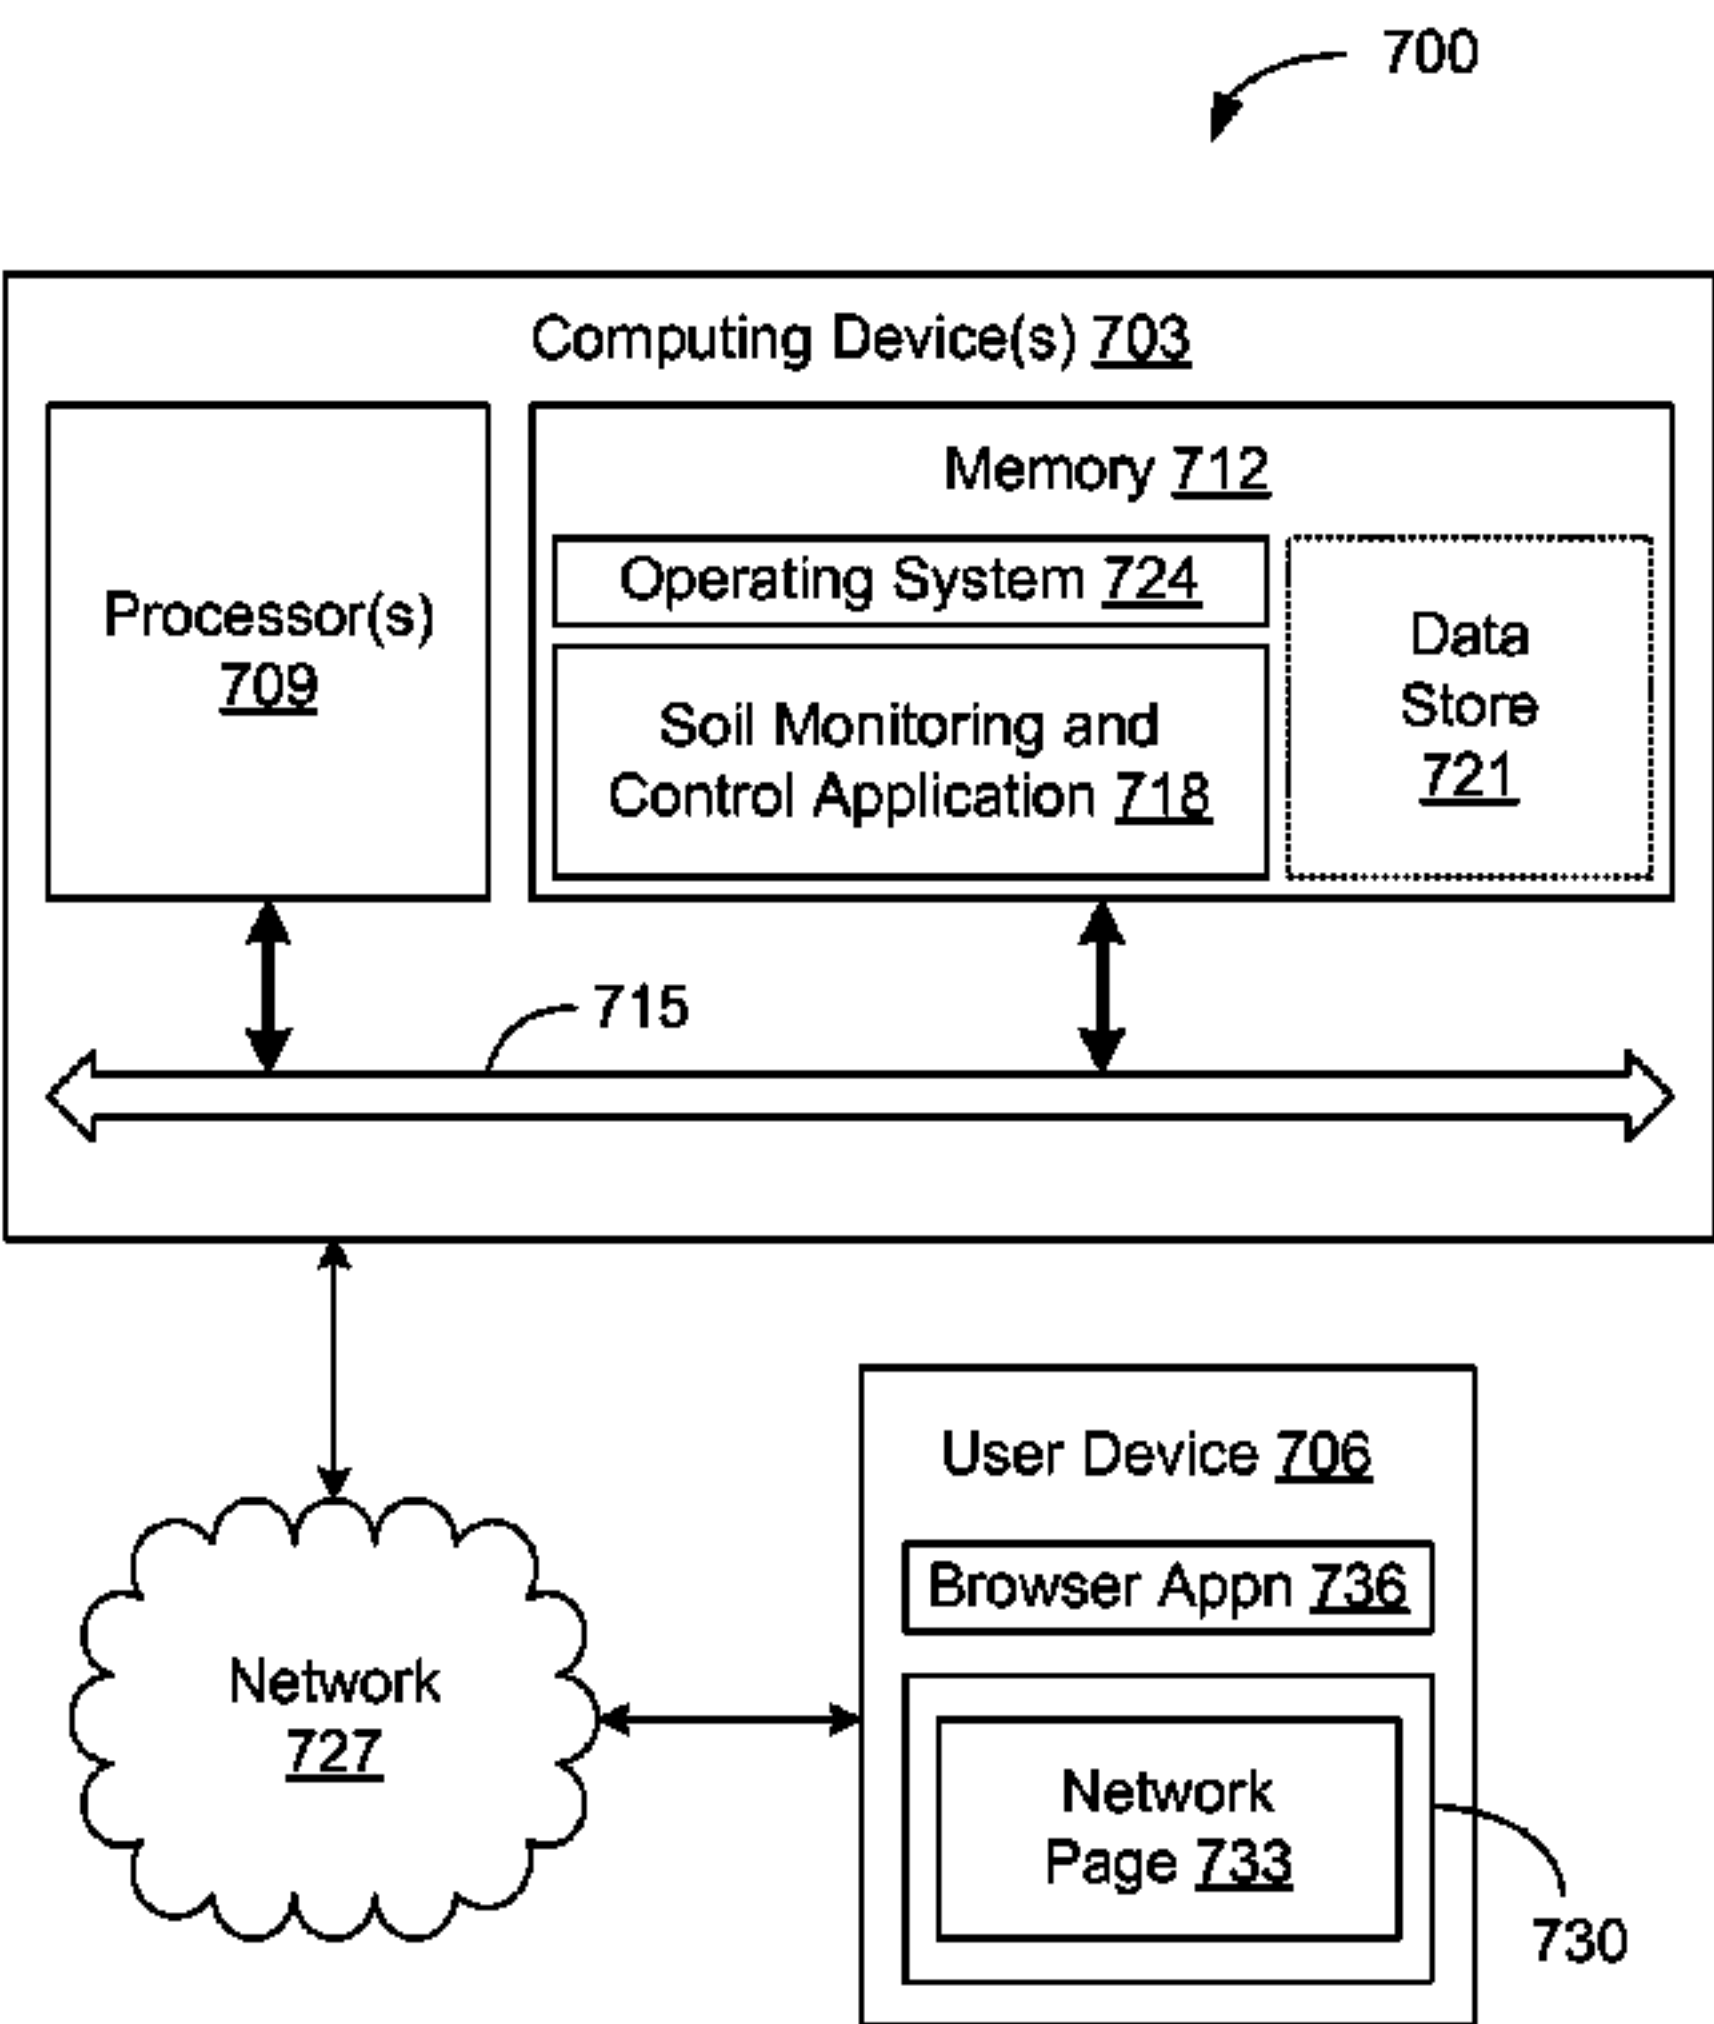 700
Computing Device(s) 703
Memory 712
Processor(s)
709
Operating System 724
Soil Monitoring and
Control Application 718
Data
Store
721
715
User Device 706
Browser Appn 736
Network
727
Network
Page 733
730